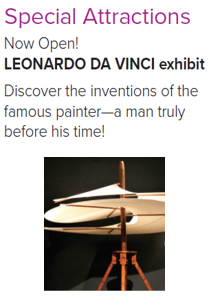 Special Attractions
Now Open!
LEONARDO DA VINCI exhibit
Discover the inventions of the
famous painter—a man truly
before his time!